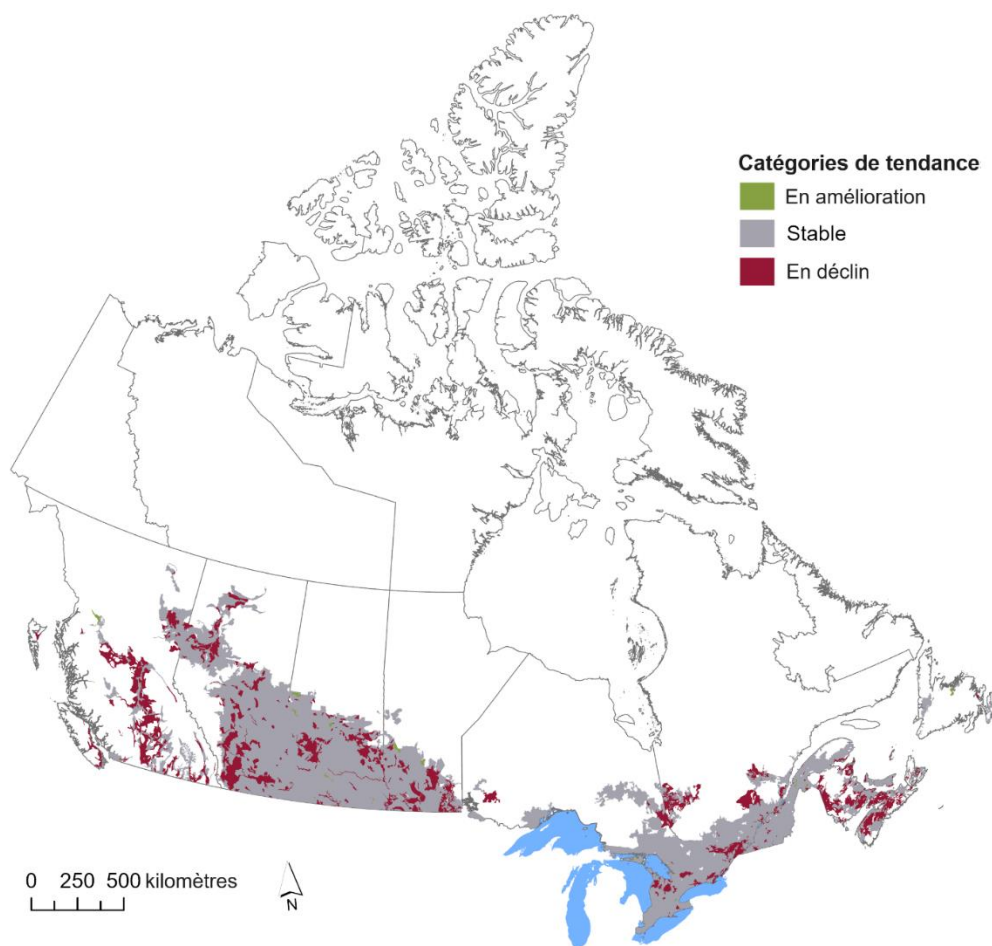 Catégories de tendance
En amélioration
Stable
En déclin
0 250 500 kilomètres
N